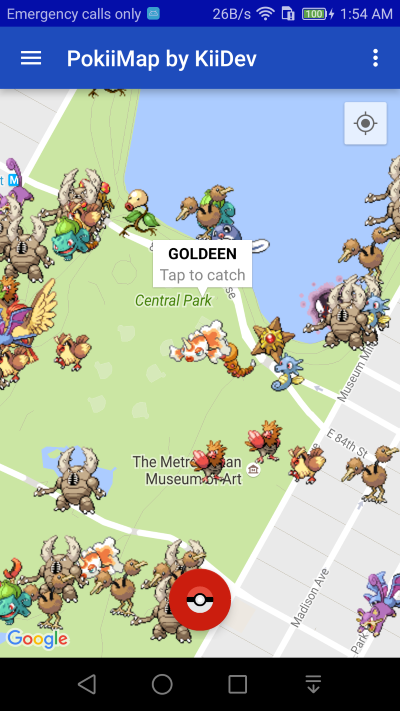 Emergency calls only
26B/s
100
1:54 AM
PokiiMap by KiiDev
t M
GOLDEEN
Tap to catch
Central Park
se
Museum Mi
E 84th St
The Metro an
Museum of Art
Madison Ave
Park
Google